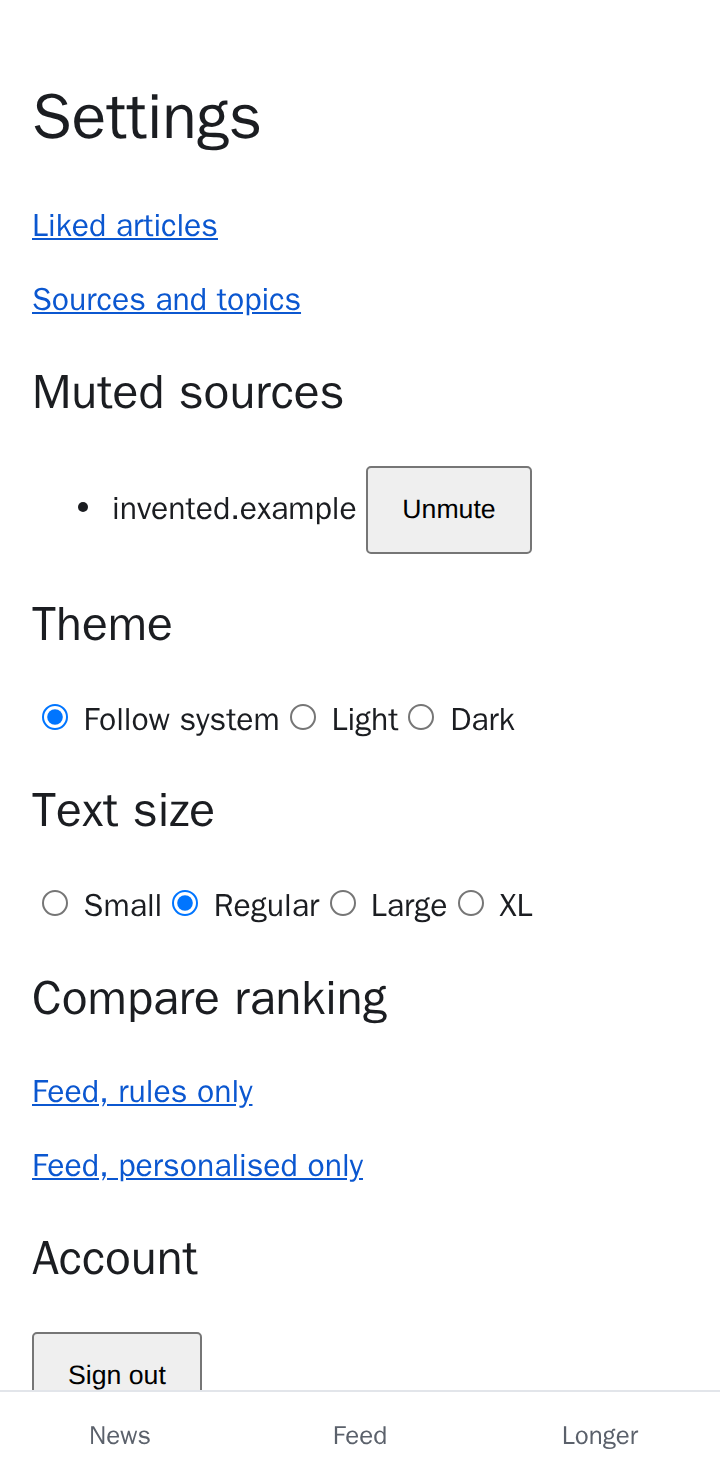 Settings
Liked articles
Sources and topics
Muted sources
• invented.example Unmute
Theme
Follow system Light Dark
Text size
Small Regular Large XL
Compare ranking
Feed, rules only
Feed, personalised only
Account
Sign out
News Feed Longer